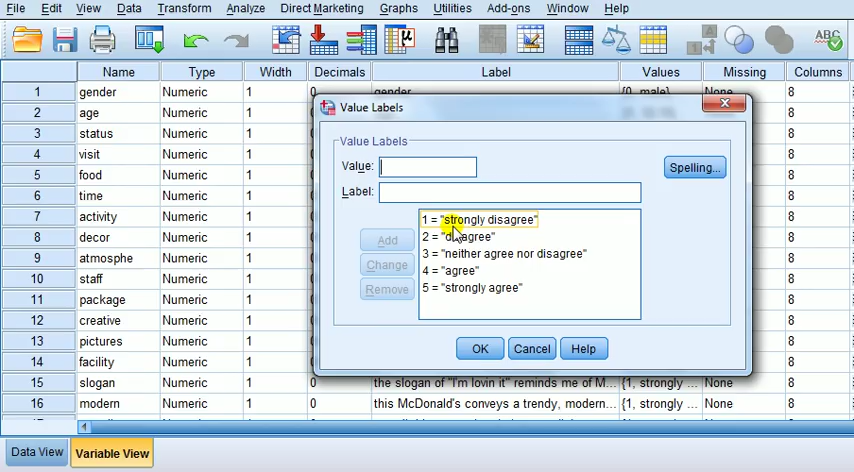 File Edit View Data Transform Analyze Direct Marketing Graphs Utilities Add-ons Window Help
Name Type Width Decimals Label Values Missing Columns
1 gender Numeric 1 0 gender {0, male} None 8
2 age Numeric 1 8
3 status Numeric 1 8
4 visit Numeric 1 8
5 food Numeric 1 8
6 time Numeric 1 8
7 activity Numeric 1 8
8 decor Numeric 1 8
9 atmosphe Numeric 1 8
10 staff Numeric 1 8
11 package Numeric 1 8
12 creative Numeric 1 8
13 pictures Numeric 1 8
14 facility Numeric 1 8
15 slogan Numeric 1 0 the slogan of "I'm lovin it" reminds me of M... {1, strongly ... None 8
16 modern Numeric 1 0 this McDonald's conveys a trendy, modern... {1, strongly ... None 8
Value Labels
Value Labels
Value:
Spelling...
Label:
Add
Change
Remove
1 = "strongly disagree"
2 = "disagree"
3 = "neither agree nor disagree"
4 = "agree"
5 = "strongly agree"
OK Cancel Help
Data View Variable View
ABC